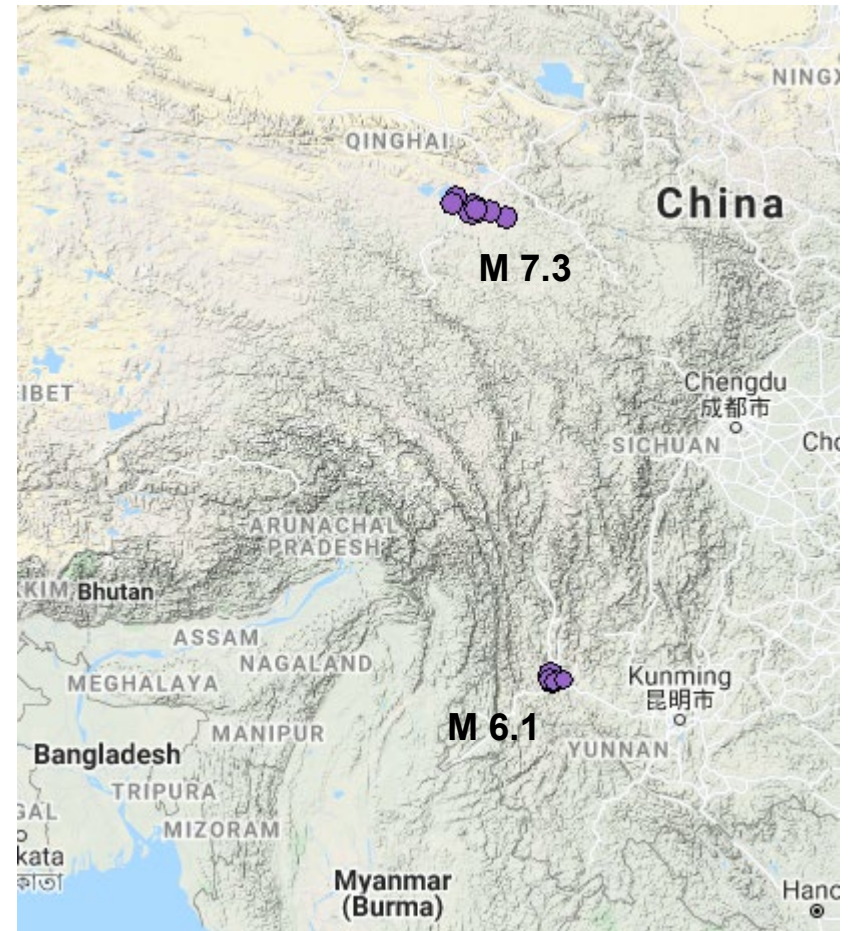 NINGX
QINGHAI
China
M 7.3
IBET
Chengdu
成都市
SICHUAN
Cho
ARUNACHAL
PRADESH
KIM
Bhutan
ASSAM
NAGALAND
MEGHALAYA
Kunming
昆明市
MANIPUR
M 6.1
YUNNAN
Bangladesh
TRIPURA
GAL
MIZORAM
kata
Myanmar
(Burma)
Hanc